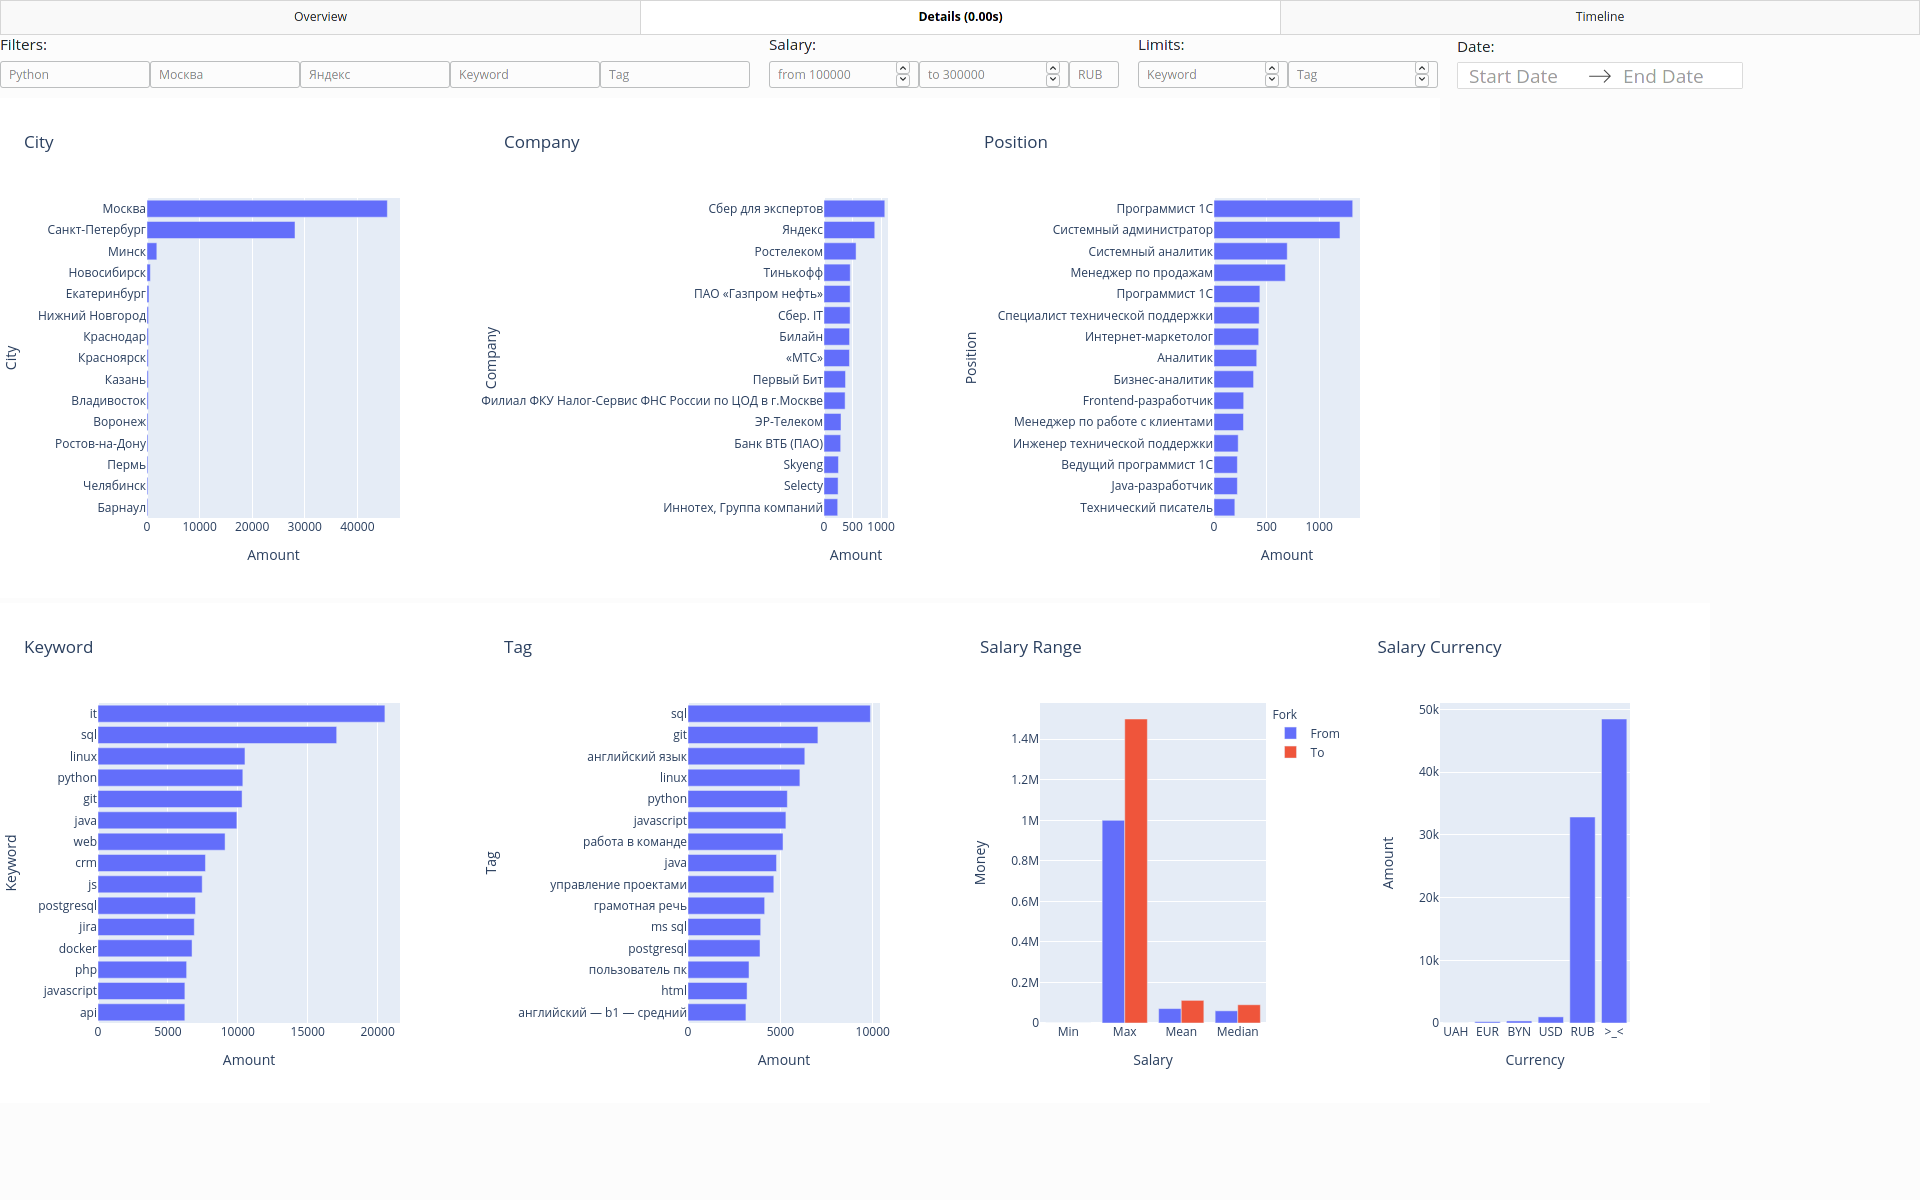 Overview
Details (0.00s)
Timeline
Filters:
Salary:
Limits:
Date:
Python
Москва
Яндекс
Keyword
Tag
from 100000
to 300000
RUB
Keyword
Tag
Start Date
End Date
City
Москва
Санкт-Петербург
Минск
Новосибирск
Екатеринбург
Нижний Новгород
Краснодар
Красноярск
Казань
Владивосток
Воронеж
Ростов-на-Дону
Пермь
Челябинск
Барнаул
0 10000 20000 30000 40000
Amount
City
Company
Сбер для экспертов
Яндекс
Ростелеком
Тинькофф
ПАО «Газпром нефть»
Сбер. IT
Билайн
«МТС»
Первый Бит
Филиал ФКУ Налог-Сервис ФНС России по ЦОД в г.Москве
ЭР-Телеком
Банк ВТБ (ПАО)
Skyeng
Selecty
Иннотех, Группа компаний
0 500 1000
Amount
Company
Position
Программист 1С
Системный администратор
Системный аналитик
Менеджер по продажам
Программист 1C
Специалист технической поддержки
Интернет-маркетолог
Аналитик
Бизнес-аналитик
Frontend-разработчик
Менеджер по работе с клиентами
Инженер технической поддержки
Ведущий программист 1С
Java-разработчик
Технический писатель
0 500 1000
Amount
Position
Keyword
it
sql
linux
python
git
java
web
crm
js
postgresql
jira
docker
php
javascript
api
0 5000 10000 15000 20000
Amount
Keyword
Tag
sql
git
английский язык
linux
python
javascript
работа в команде
java
управление проектами
грамотная речь
ms sql
postgresql
пользователь пк
html
английский — b1 — средний
0 5000 10000
Amount
Tag
Salary Range
1.4M
1.2M
1M
0.8M
0.6M
0.4M
0.2M
0
Min Max Mean Median
Salary
Money
Fork
From
To
Salary Currency
50k
40k
30k
20k
10k
0
UAH EUR BYN USD RUB >_<
Currency
Amount